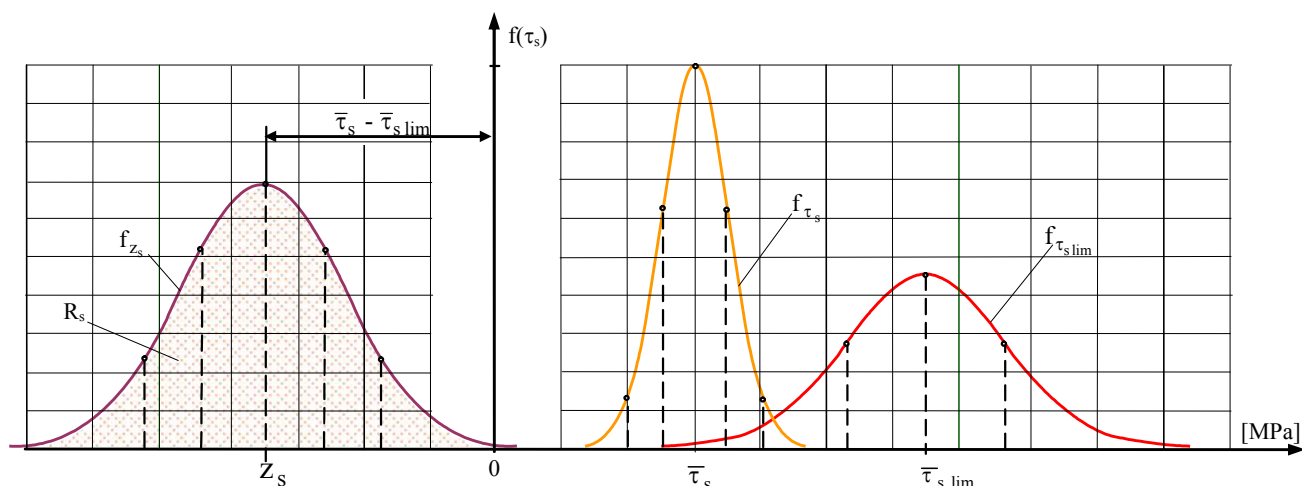 f(τs)
τ̅s - τ̅s lim
fτs
fτs lim
fzs
Rs
[MPa]
zs
0
τ̅s
τ̅s lim